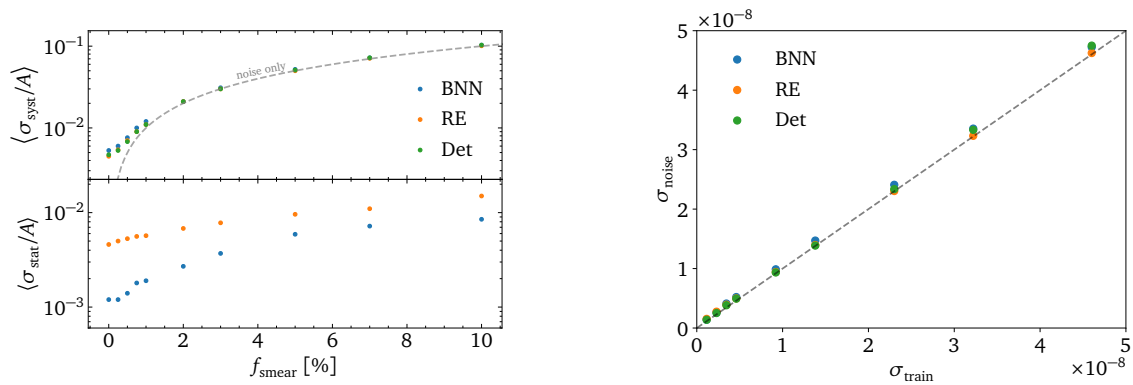 10⁻¹
10⁻²
⟨σ_syst/A⟩
noise only
BNN
RE
Det
10⁻²
10⁻³
⟨σ_stat/A⟩
0 2 4 6 8 10
f_smear [%]
×10⁻⁸
5
4
3
2
1
0
σ_noise
BNN
RE
Det
0 1 2 3 4 5
σ_train
×10⁻⁸